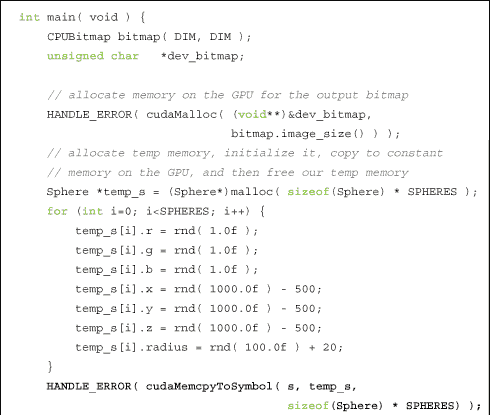 int main( void ) {
    CPUBitmap bitmap( DIM, DIM );
    unsigned char   *dev_bitmap;

    // allocate memory on the GPU for the output bitmap
    HANDLE_ERROR( cudaMalloc( (void**)&dev_bitmap,
                              bitmap.image_size() ) );
    // allocate temp memory, initialize it, copy to constant
    // memory on the GPU, and then free our temp memory
    Sphere *temp_s = (Sphere*)malloc( sizeof(Sphere) * SPHERES );
    for (int i=0; i<SPHERES; i++) {
        temp_s[i].r = rnd( 1.0f );
        temp_s[i].g = rnd( 1.0f );
        temp_s[i].b = rnd( 1.0f );
        temp_s[i].x = rnd( 1000.0f ) - 500;
        temp_s[i].y = rnd( 1000.0f ) - 500;
        temp_s[i].z = rnd( 1000.0f ) - 500;
        temp_s[i].radius = rnd( 100.0f ) + 20;
    }
    HANDLE_ERROR( cudaMemcpyToSymbol( s, temp_s,
                                      sizeof(Sphere) * SPHERES) );